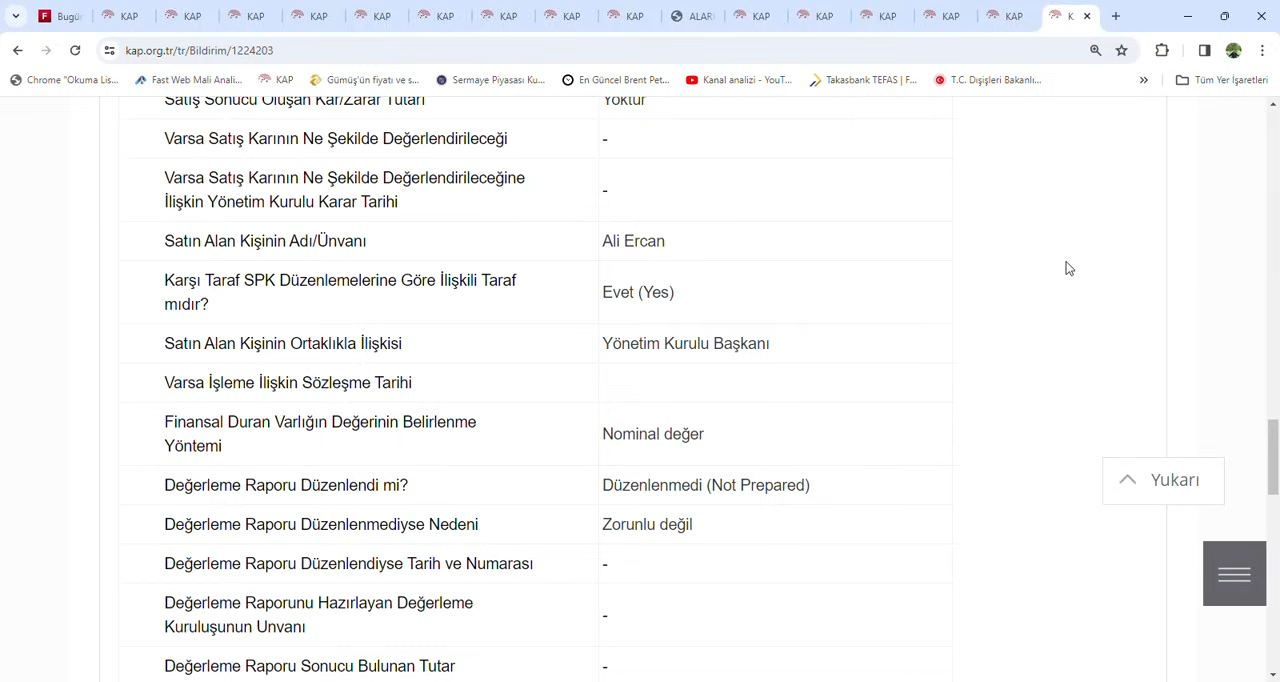 Bugü
KAP
KAP
KAP
KAP
KAP
KAP
KAP
KAP
KAP
ALAR
KAP
KAP
KAP
KAP
KAP
K
kap.org.tr/tr/Bildirim/1224203
Chrome "Okuma Lis...
Fast Web Mali Anali...
KAP
Gümüş'ün fiyatı ve s...
Sermaye Piyasası Ku...
En Güncel Brent Pet...
Kanal analizi - YouT...
Takasbank TEFAS | F...
T.C. Dışişleri Bakanlı...
»
Tüm Yer İşaretleri
Satış Sonucu Oluşan Kar/Zarar Tutarı
Yoktur
Varsa Satış Karının Ne Şekilde Değerlendirileceği
-
Varsa Satış Karının Ne Şekilde Değerlendirileceğine
İlişkin Yönetim Kurulu Karar Tarihi
-
Satın Alan Kişinin Adı/Ünvanı
Ali Ercan
Karşı Taraf SPK Düzenlemelerine Göre İlişkili Taraf
mıdır?
Evet (Yes)
Satın Alan Kişinin Ortaklıkla İlişkisi
Yönetim Kurulu Başkanı
Varsa İşleme İlişkin Sözleşme Tarihi
Finansal Duran Varlığın Değerinin Belirlenme
Yöntemi
Nominal değer
Değerleme Raporu Düzenlendi mi?
Düzenlenmedi (Not Prepared)
Değerleme Raporu Düzenlenmediyse Nedeni
Zorunlu değil
Değerleme Raporu Düzenlendiyse Tarih ve Numarası
-
Değerleme Raporunu Hazırlayan Değerleme
Kuruluşunun Unvanı
-
Değerleme Raporu Sonucu Bulunan Tutar
-
Yukarı